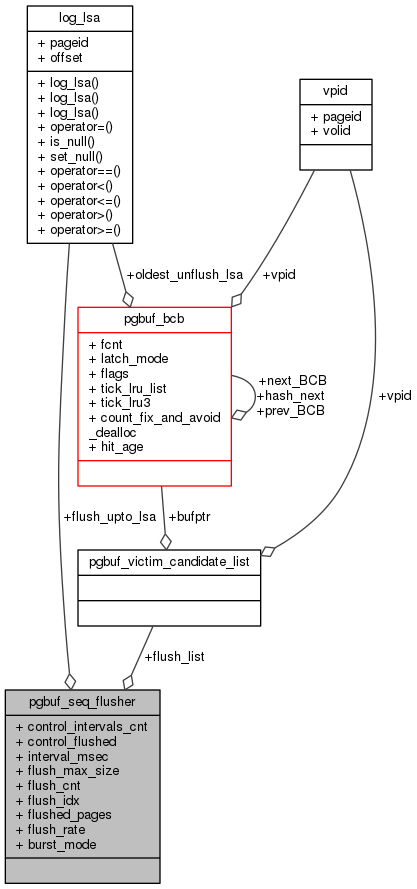 log_lsa
+ pageid
+ offset
+ log_lsa()
+ log_lsa()
+ log_lsa()
+ operator=()
+ is_null()
+ set_null()
+ operator==()
+ operator<()
+ operator<=()
+ operator>()
+ operator>=()
vpid
+ pageid
+ volid
+oldest_unflush_lsa
+vpid
pgbuf_bcb
+ fcnt
+ latch_mode
+ flags
+ tick_lru_list
+ tick_lru3
+ count_fix_and_avoid
_dealloc
+ hit_age
+next_BCB
+hash_next
+prev_BCB
+vpid
+flush_upto_lsa
+bufptr
pgbuf_victim_candidate_list
+flush_list
pgbuf_seq_flusher
+ control_intervals_cnt
+ control_flushed
+ interval_msec
+ flush_max_size
+ flush_cnt
+ flush_idx
+ flushed_pages
+ flush_rate
+ burst_mode